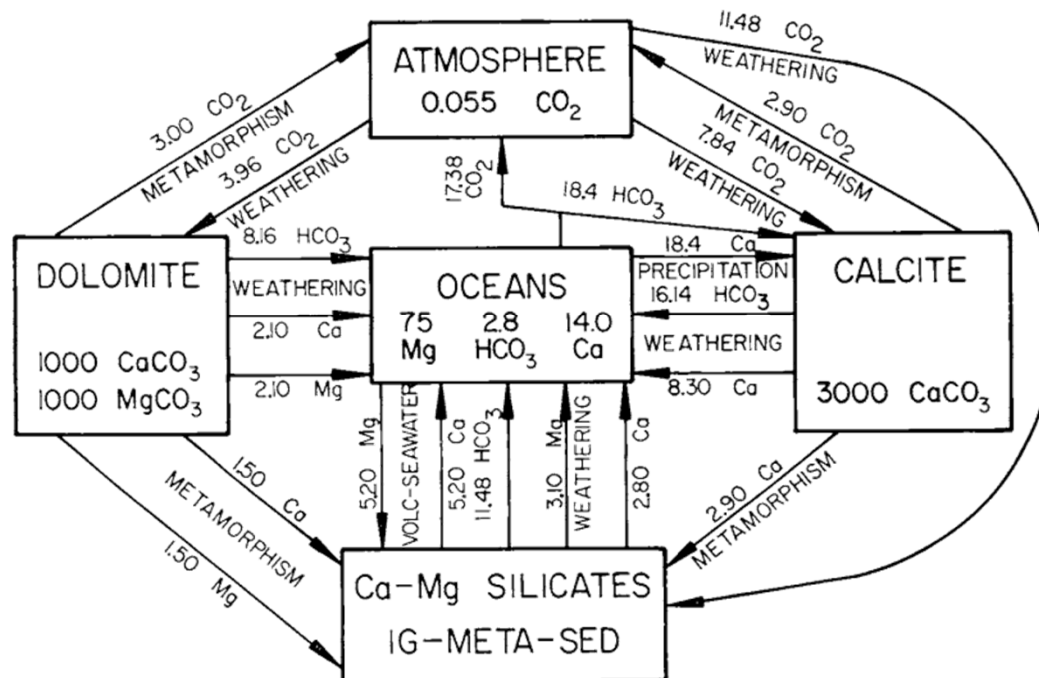 11.48 CO₂
WEATHERING
ATMOSPHERE
0.055 CO₂
3.00 CO₂
METAMORPHISM
3.96 CO₂
WEATHERING
2.90 CO₂
METAMORPHISM
7.84 CO₂
WEATHERING
17.38 CO₂
18.4 HCO₃
DOLOMITE
1000 CaCO₃
1000 MgCO₃
8.16 HCO₃
WEATHERING
2.10 Ca
2.10 Mg
OCEANS
75 2.8 14.0
Mg HCO₃ Ca
18.4 Ca
PRECIPITATION
16.14 HCO₃
WEATHERING
8.30 Ca
CALCITE
3000 CaCO₃
1.50 Ca
METAMORPHISM
1.50 Mg
5.20 Mg
VOLC-SEAWATER
5.20 Ca
11.48 HCO₃
3.10 Mg
WEATHERING
2.80 Ca
2.90 Ca
METAMORPHISM
Ca-Mg SILICATES
IG-META-SED